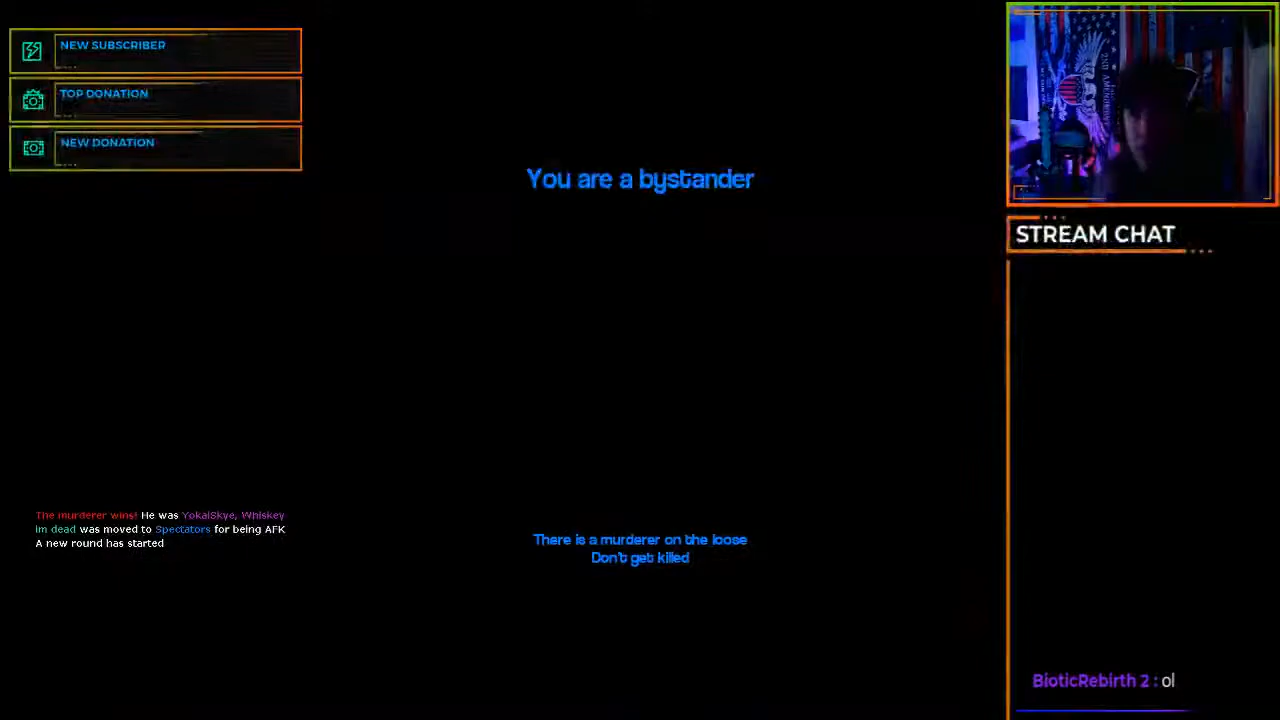 NEW SUBSCRIBER
TOP DONATION
NEW DONATION
You are a bystander
2ND AMENDMENT
STREAM CHAT
The murderer wins! He was YokaiSkye, Whiskey
im dead was moved to Spectators for being AFK
A new round has started
There is a murderer on the loose
Don't get killed
BioticRebirth 2 : ol